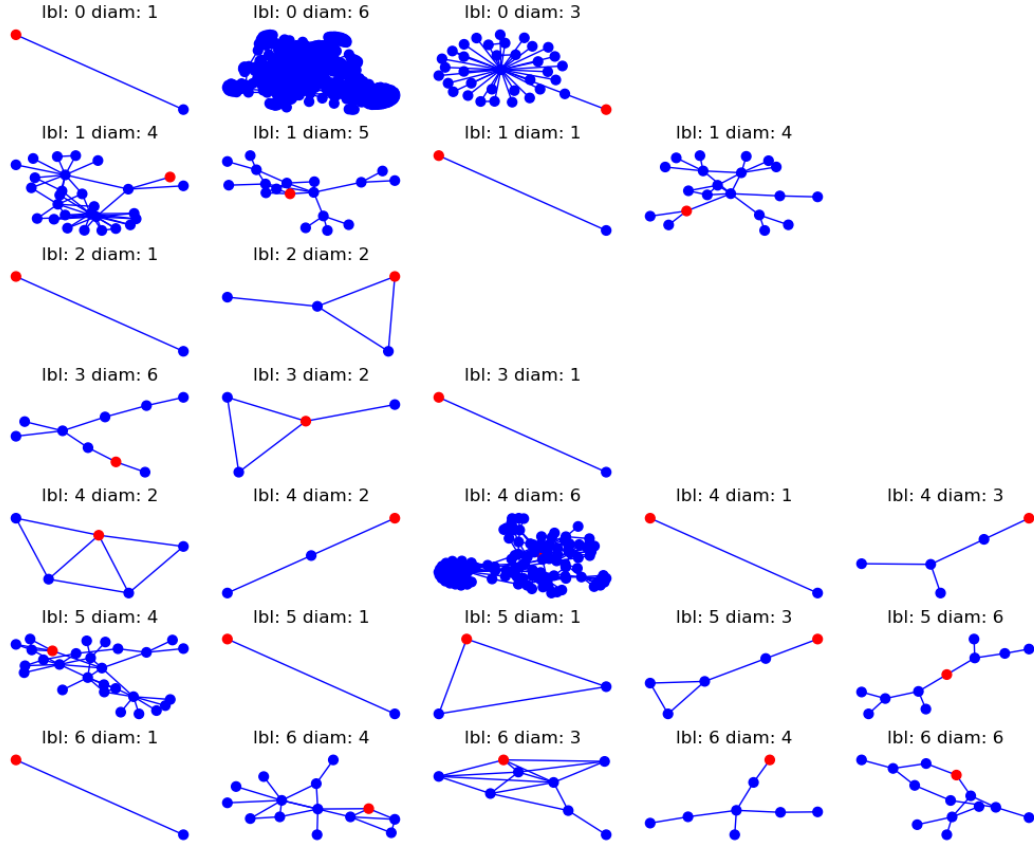 lbl: 0 diam: 1
lbl: 0 diam: 6
lbl: 0 diam: 3
lbl: 1 diam: 4
lbl: 1 diam: 5
lbl: 1 diam: 1
lbl: 1 diam: 4
lbl: 2 diam: 1
lbl: 2 diam: 2
lbl: 3 diam: 6
lbl: 3 diam: 2
lbl: 3 diam: 1
lbl: 4 diam: 2
lbl: 4 diam: 2
lbl: 4 diam: 6
lbl: 4 diam: 1
lbl: 4 diam: 3
lbl: 5 diam: 4
lbl: 5 diam: 1
lbl: 5 diam: 1
lbl: 5 diam: 3
lbl: 5 diam: 6
lbl: 6 diam: 1
lbl: 6 diam: 4
lbl: 6 diam: 3
lbl: 6 diam: 4
lbl: 6 diam: 6